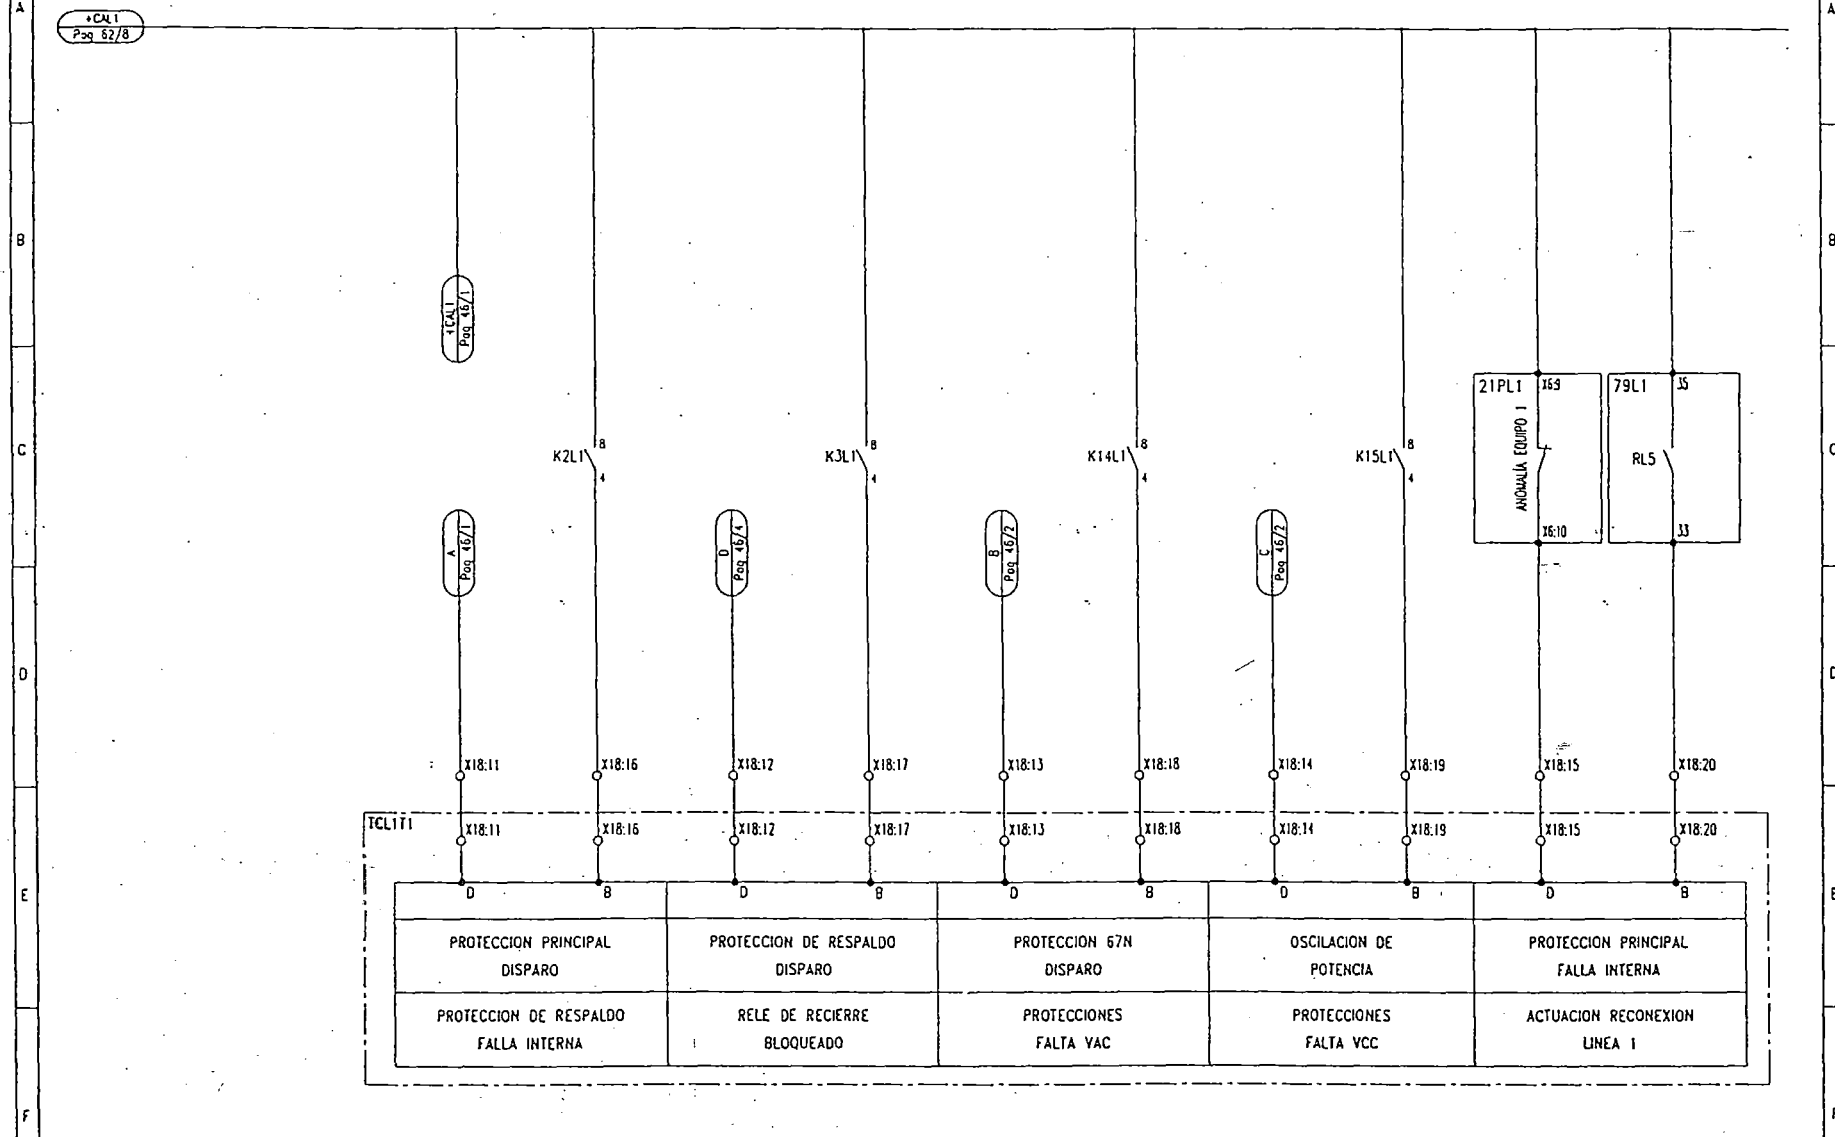 A
A
+CAL1
Pag 62/8
B
B
+CAL1
Pag 46/1
21PL1
X6:9
ANOMALÍA EQUIPO 1
X6:10
79L1
35
RL5
33
C
C
K2L1
8
4
K3L1
8
4
K14L1
8
4
K15L1
8
4
A
Pag 46/1
D
Pag 46/4
B
Pag 46/2
C
Pag 46/2
D
D
X18:11
X18:16
X18:12
X18:17
X18:13
X18:18
X18:14
X18:19
X18:15
X18:20
TCL1T1
X18:11
X18:16
X18:12
X18:17
X18:13
X18:18
X18:14
X18:19
X18:15
X18:20
E
E
D
B
D
B
D
B
D
B
D
B
PROTECCION PRINCIPAL
DISPARO
PROTECCION DE RESPALDO
DISPARO
PROTECCION 67N
DISPARO
OSCILACION DE
POTENCIA
PROTECCION PRINCIPAL
FALLA INTERNA
PROTECCION DE RESPALDO
FALLA INTERNA
RELE DE RECIERRE
BLOQUEADO
PROTECCIONES
FALTA VAC
PROTECCIONES
FALTA VCC
ACTUACION RECONEXION
LINEA 1
F
F